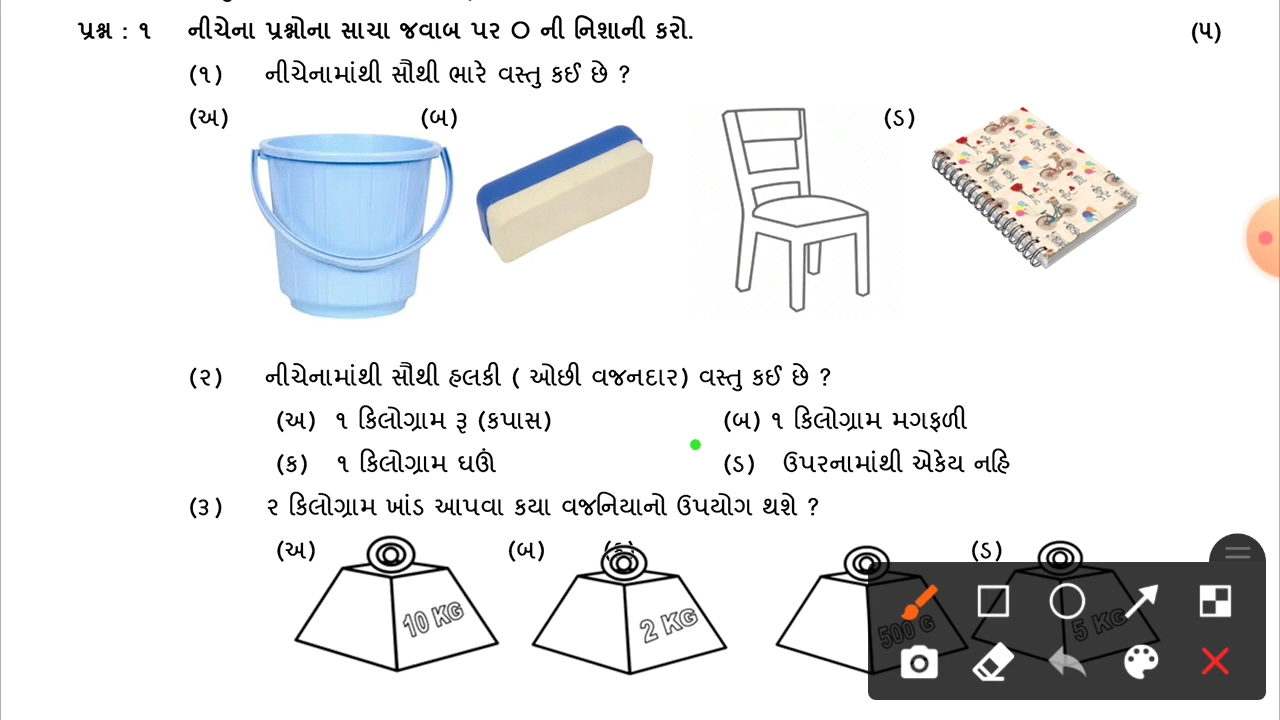 પ્રશ્ન : ૧ નીચેના પ્રશ્નોના સાચા જવાબ પર O ની નિશાની કરો. (૫)
(૧) નીચેનામાંથી સૌથી ભારે વસ્તુ કઈ છે ?
(અ) (બ) (ડ)
(૨) નીચેનામાંથી સૌથી હલકી ( ઓછી વજનદાર) વસ્તુ કઈ છે ?
(અ) ૧ કિલોગ્રામ રૂ (કપાસ) (બ) ૧ કિલોગ્રામ મગફળી
(ક) ૧ કિલોગ્રામ ઘઊં (ડ) ઉપરનામાંથી એકેય નહિ
(૩) ૨ કિલોગ્રામ ખાંડ આપવા કયા વજનિયાનો ઉપયોગ થશે ?
(અ) (બ) (ડ)
10 KG 2 KG 500 G 5 KG